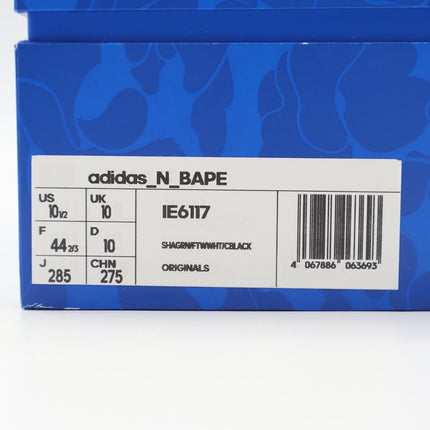 adidas_N_BAPE
US 10 1/2 UK 10
F 44 2/3 D 10
J 285 CHN 275
IE6117
SHAGRN/FTWWHT/CBLACK
ORIGINALS
4 067886 063693